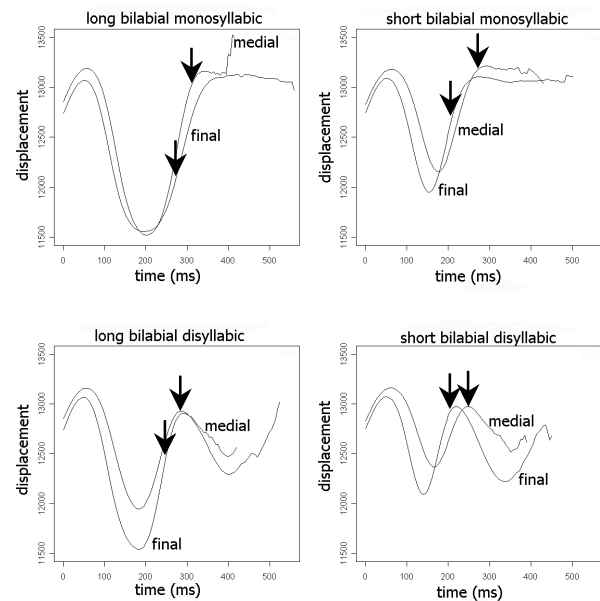 long bilabial monosyllabic
displacement
13500
13000
12500
12000
11500
medial
final
0 100 200 300 400 500
time (ms)
short bilabial monosyllabic
displacement
13500
13000
12500
12000
11500
medial
final
0 100 200 300 400 500
time (ms)
long bilabial disyllabic
displacement
13500
13000
12500
12000
11500
medial
final
0 100 200 300 400 500
time (ms)
short bilabial disyllabic
displacement
13500
13000
12500
12000
11500
medial
final
0 100 200 300 400 500
time (ms)